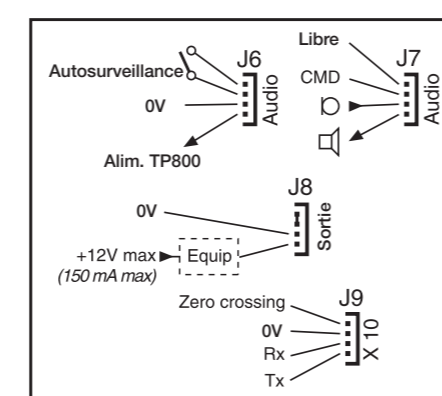 J6
Autosurveillance
0V
Alim. TP800
Audio
Libre
J7
CMD
Audio
J8
0V
+12V max
(150 mA max)
Equip
Sortie
Zero crossing
J9
0V
Rx
Tx
X 10